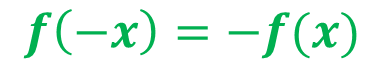 f(−x) = −f(x)